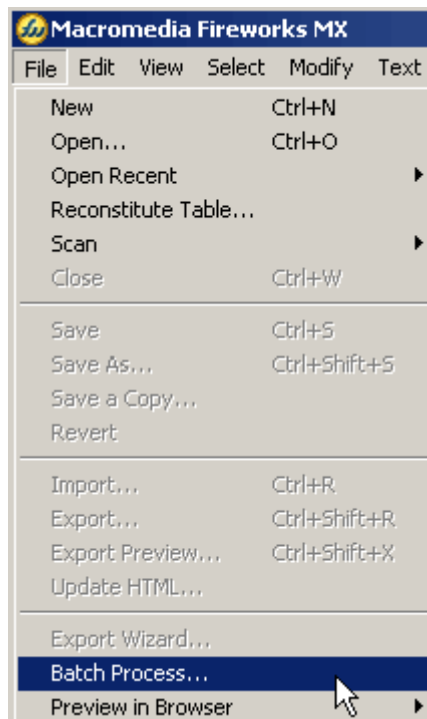 Macromedia Fireworks MX
File Edit View Select Modify Text
New Ctrl+N
Open... Ctrl+O
Open Recent
Reconstitute Table...
Scan
Close Ctrl+W
Save Ctrl+S
Save As... Ctrl+Shift+S
Save a Copy...
Revert
Import... Ctrl+R
Export... Ctrl+Shift+R
Export Preview... Ctrl+Shift+X
Update HTML...
Export Wizard...
Batch Process...
Preview in Browser